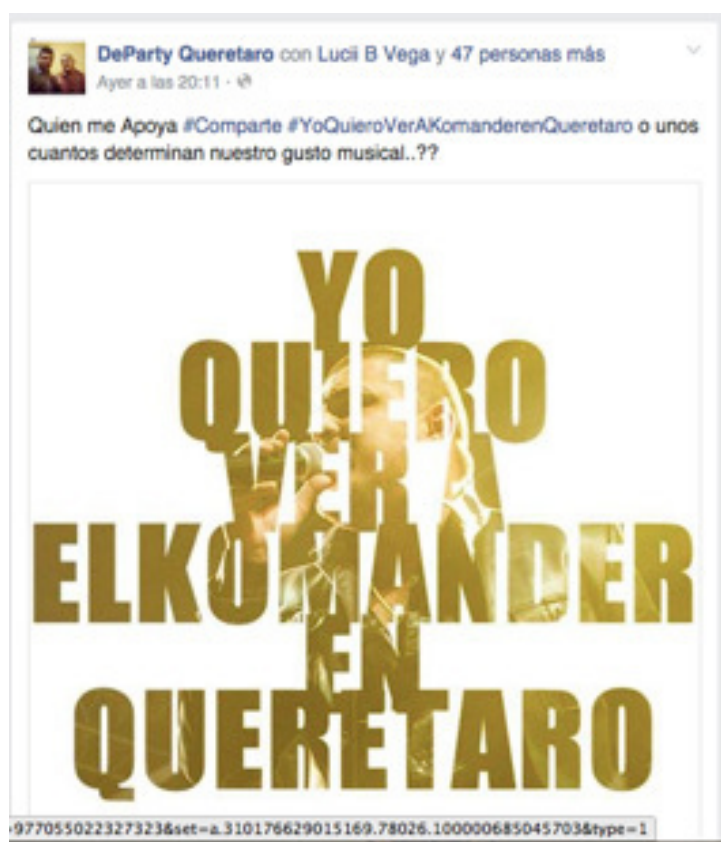 DeParty Queretaro con Lucii B Vega y 47 personas más
Ayer a las 20:11 ·
Quien me Apoya #Comparte #YoQuieroVerAKomanderenQueretaro o unos
cuantos determinan nuestro gusto musical..??
YO
QUIERO
VER A
ELKOMANDER
EN
QUERETARO
977055022327323&set=a.310176629015169.78026.100000685045703&type=1